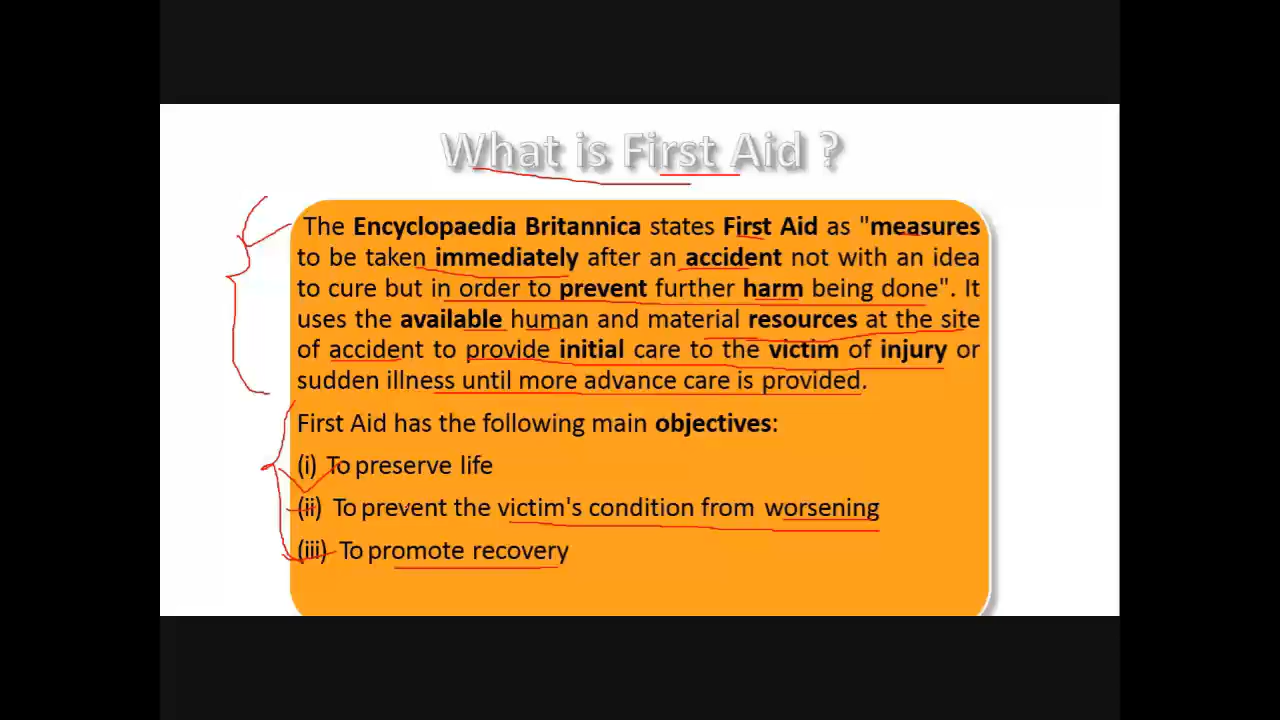 What is First Aid ?
The Encyclopaedia Britannica states First Aid as "measures
to be taken immediately after an accident not with an idea
to cure but in order to prevent further harm being done". It
uses the available human and material resources at the site
of accident to provide initial care to the victim of injury or
sudden illness until more advance care is provided.
First Aid has the following main objectives:
(i) To preserve life
(ii) To prevent the victim's condition from worsening
(iii) To promote recovery